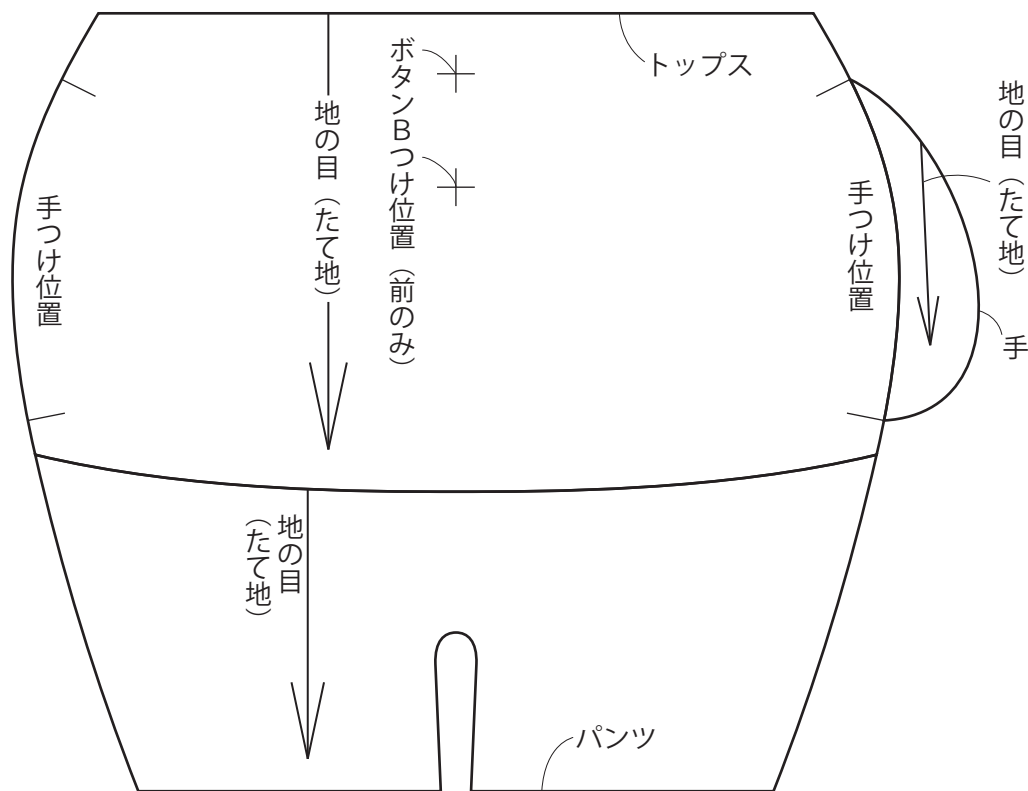 トップス
ボタンBつけ位置（前のみ）
地の目（たて地）
手つけ位置
手つけ位置
地の目（たて地）
手
地の目
（たて地）
パンツ